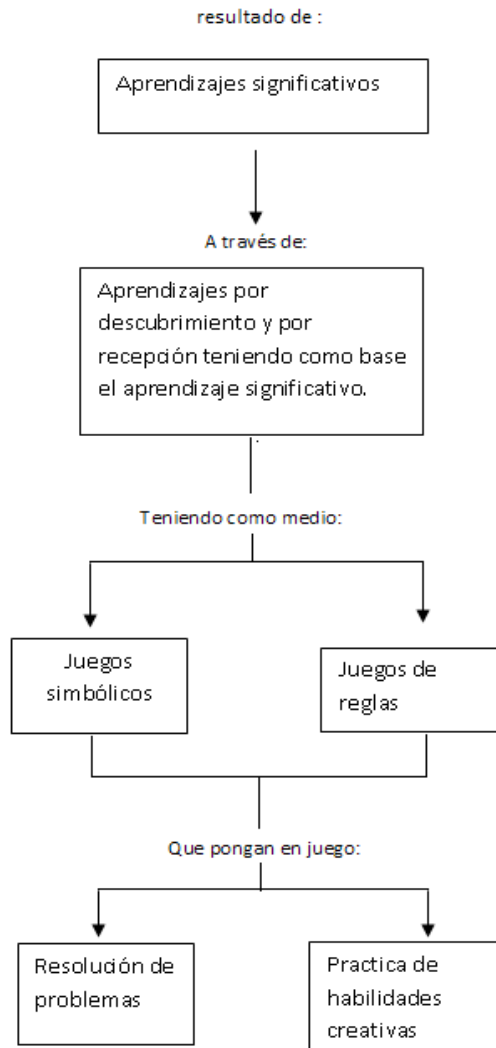 resultado de :
Aprendizajes significativos
A través de:
Aprendizajes por
descubrimiento y por
recepción teniendo como base
el aprendizaje significativo.
Teniendo como medio:
Juegos
simbólicos
Juegos de
reglas
Que pongan en juego:
Resolución de
problemas
Practica de
habilidades
creativas